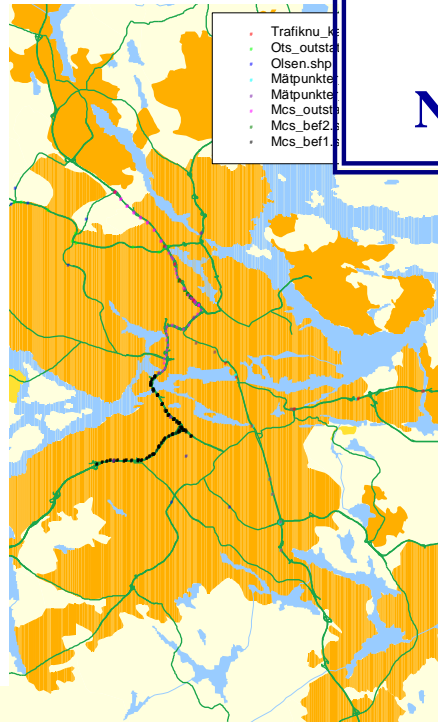 Trafiknu_k
Ots_outstat
Olsen.shp
Mätpunkter
Mätpunkter
Mcs_outsta
Mcs_bef2.s
Mcs_bef1.s
N